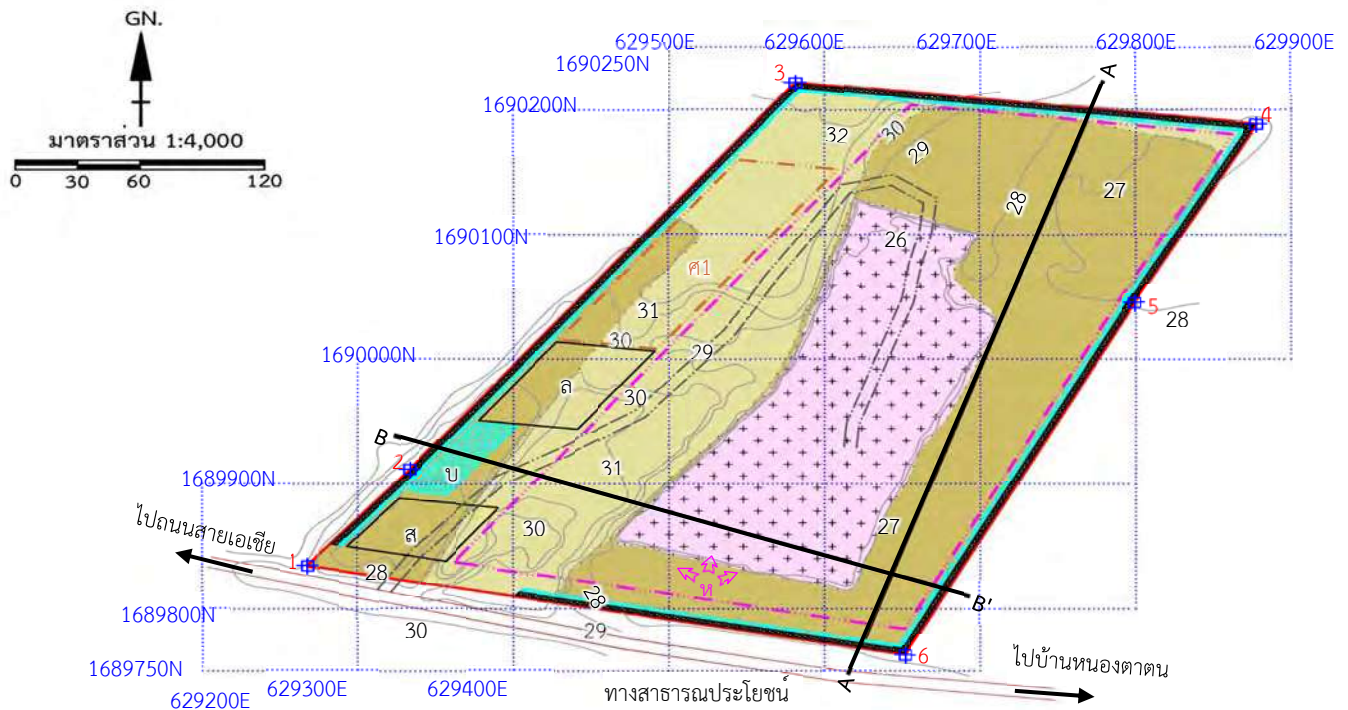 GN.
มาตราส่วน 1:4,000
0 30 60 120
629500E 629600E 629700E 629800E 629900E
1690250N
3
A
1690200N
4
32
30
29
28
27
1690100N
26
ศ1
31
5
28
30
29
1690000N
ล
30
B
2
บ
31
1689900N
ไปถนนสายเอเชีย
ส
30
27
1
28
ห
B'
28
1689800N
30
29
6
1689750N
A
ไปบ้านหนองตาตน
629200E 629300E 629400E
ทางสาธารณประโยชน์